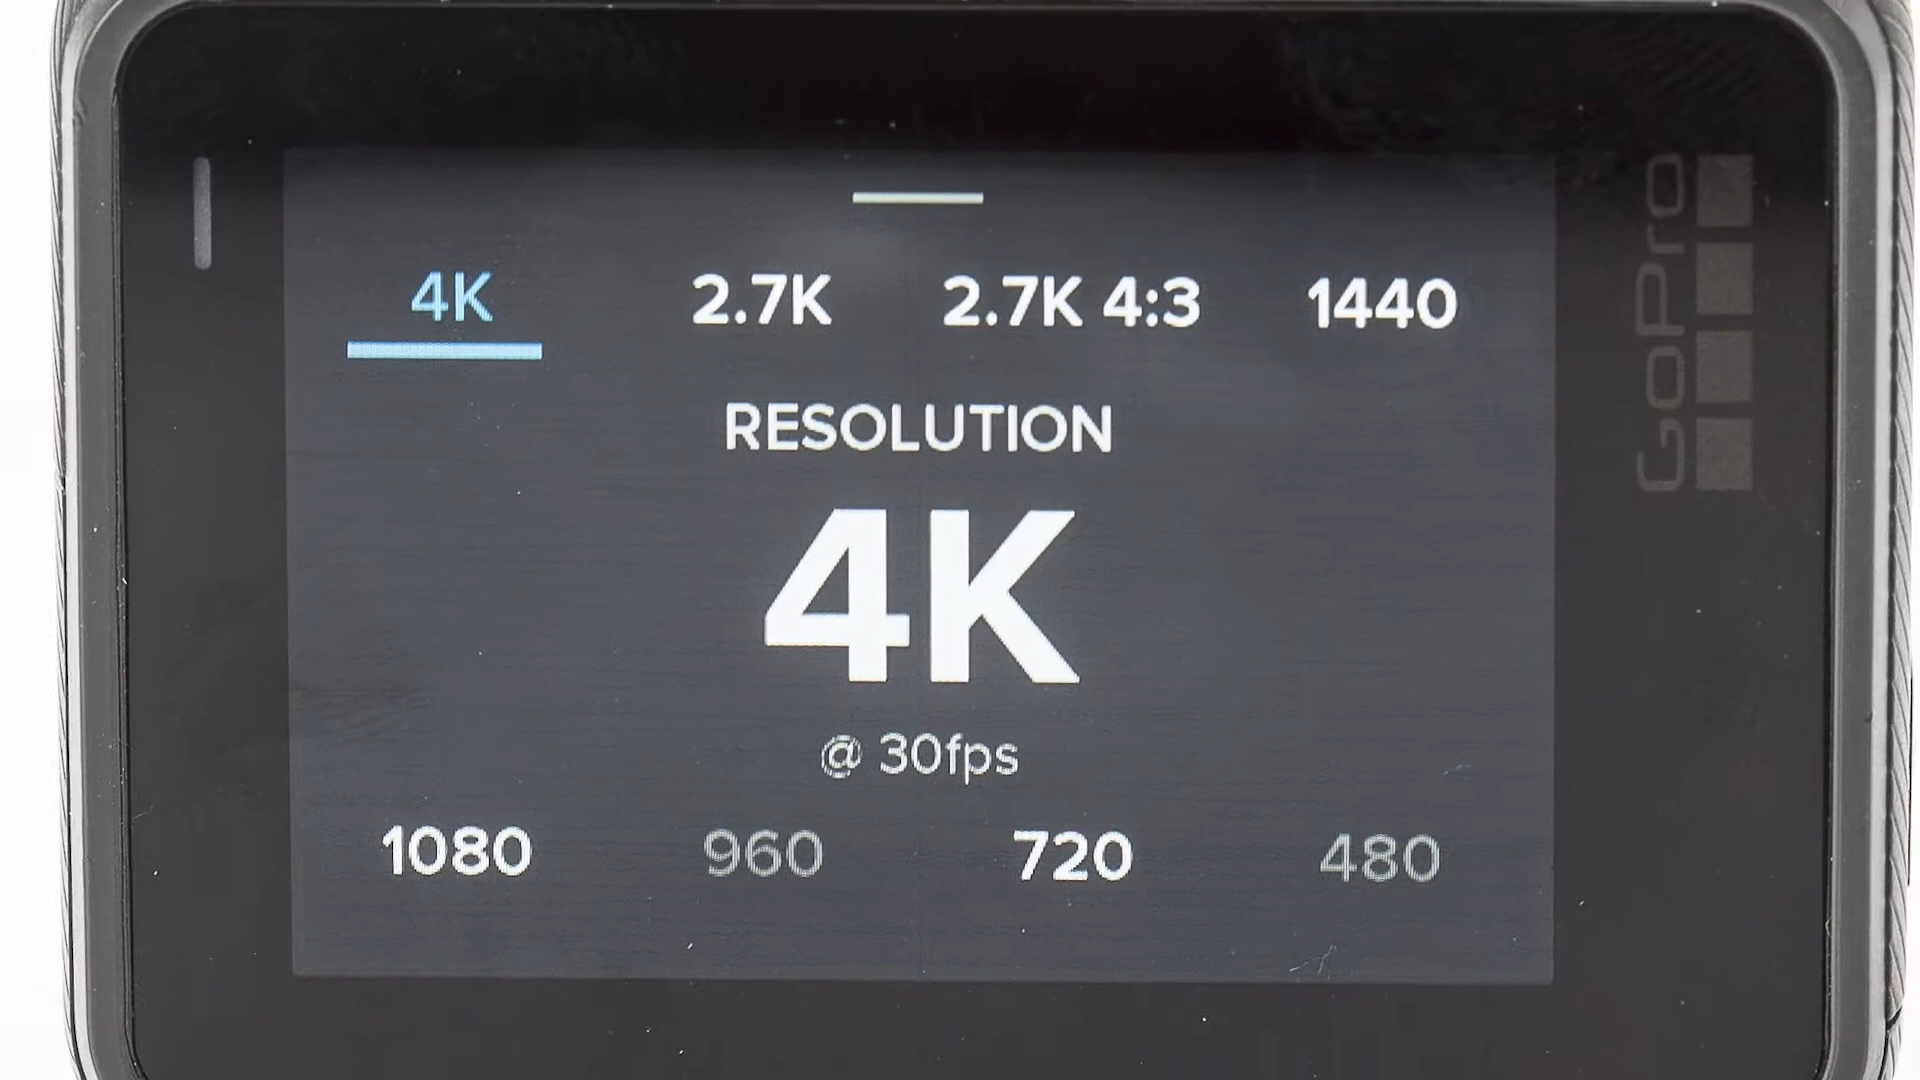 4K 2.7K 2.7K 4:3 1440
RESOLUTION
4K
@ 30fps
1080 960 720 480
GoPro